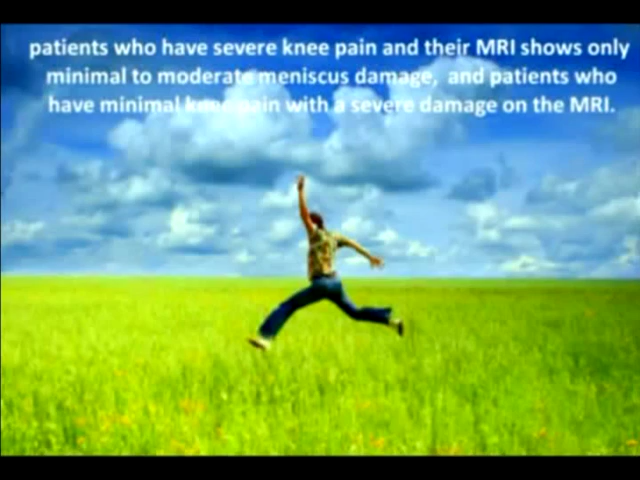 patients who have severe knee pain and their MRI shows only
minimal to moderate meniscus damage,  and patients who
have minimal knee pain with a severe damage on the MRI.